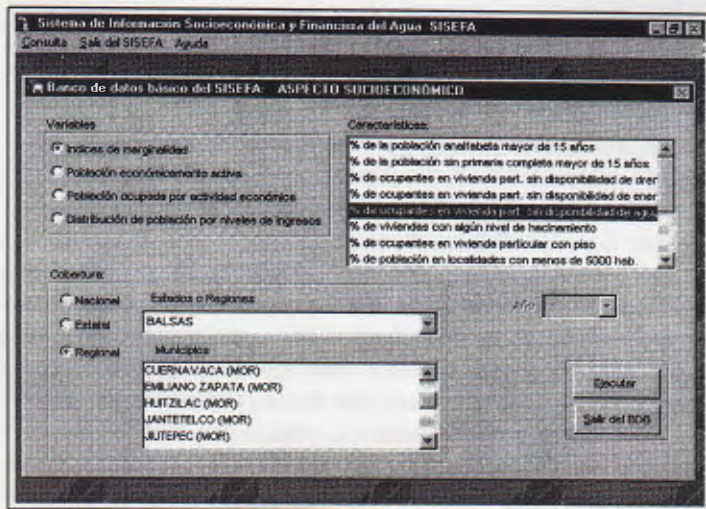 Sistema de Información Socioeconómica y Financiera del Agua SISEFA
Consulta Salir del SISEFA Ayuda
Banco de datos básico del SISEFA: ASPECTO SOCIOECONÓMICO
Variables
Indices de marginalidad
Población económicamente activa
Población ocupada por actividad económica
Distribución de población por niveles de ingresos
Características:
% de la población analfabeta mayor de 15 años
% de la población sin primaria completa mayor de 15 años
% de ocupantes en vivienda part. sin disponibilidad de drer
% de ocupantes en vivienda part. sin disponibilidad de ener
% de ocupantes en vivienda part. sin disponibilidad de agu
% de viviendas con algún nivel de hacinamiento
% de ocupantes en vivienda particular con piso
% de población en localidades con menos de 5000 hab.
Cobertura:
Nacional
Estatal
Regional
Estados o Regiones
BALSAS
Municipios
CUERNAVACA (MOR)
EMILIANO ZAPATA (MOR)
HUITZILAC (MOR)
JANTETELCO (MOR)
JIUTEPEC (MOR)
Año
Ejecutar
Salir del BDB